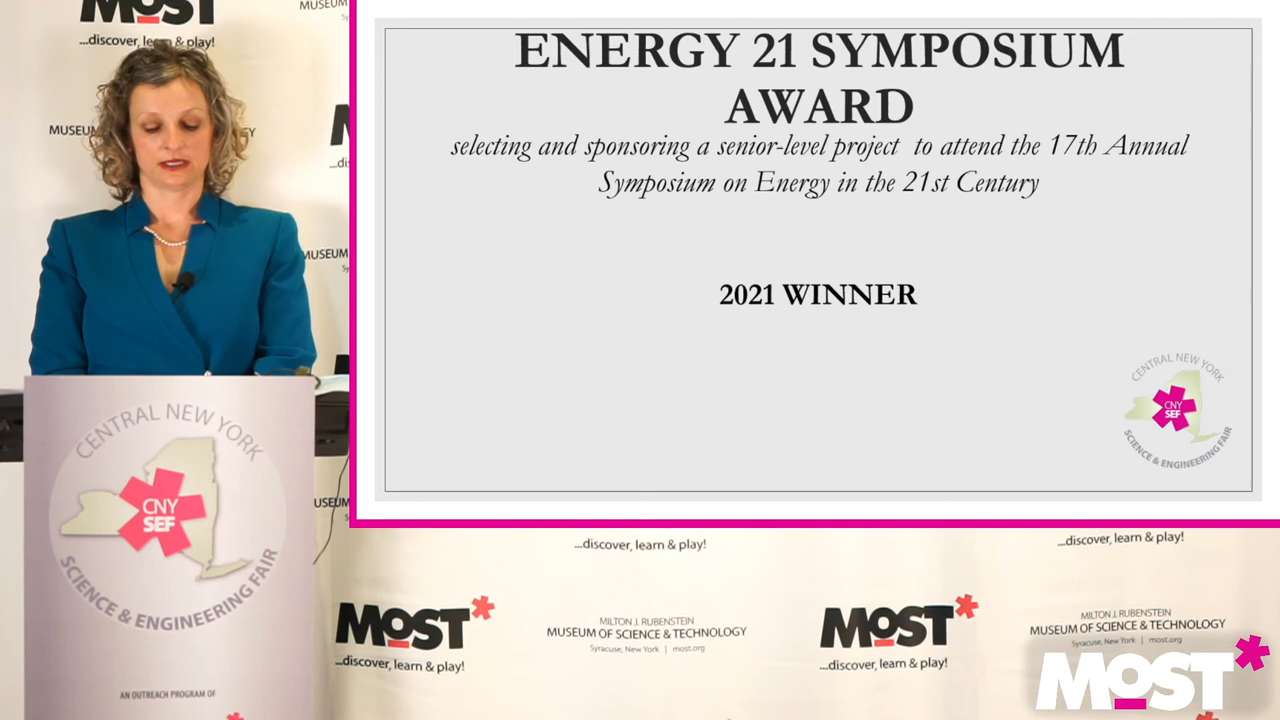 MOST
...discover, learn & play!
MUSEUM
MUSEUM
ENERGY 21 SYMPOSIUM
AWARD
selecting and sponsoring a senior-level project to attend the 17th Annual
Symposium on Energy in the 21st Century
2021 WINNER
CENTRAL NEW YORK
CNY
SEF
SCIENCE & ENGINEERING FAIR
MUSEUM
CENTRAL NEW YORK
CNY
SEF
SCIENCE & ENGINEERING FAIR
AN OUTREACH PROGRAM OF
...discover, learn & play!
...discover, learn & play!
MOST*
...discover, learn & play!
MILTON J. RUBENSTEIN
MUSEUM OF SCIENCE & TECHNOLOGY
Syracuse, New York | most.org
MOST*
...discover, learn & play!
MILTON J. RUBENSTEIN
MUSEUM OF SCIENCE & TECHNOLOGY
Syracuse, New York | most.org
MOST*